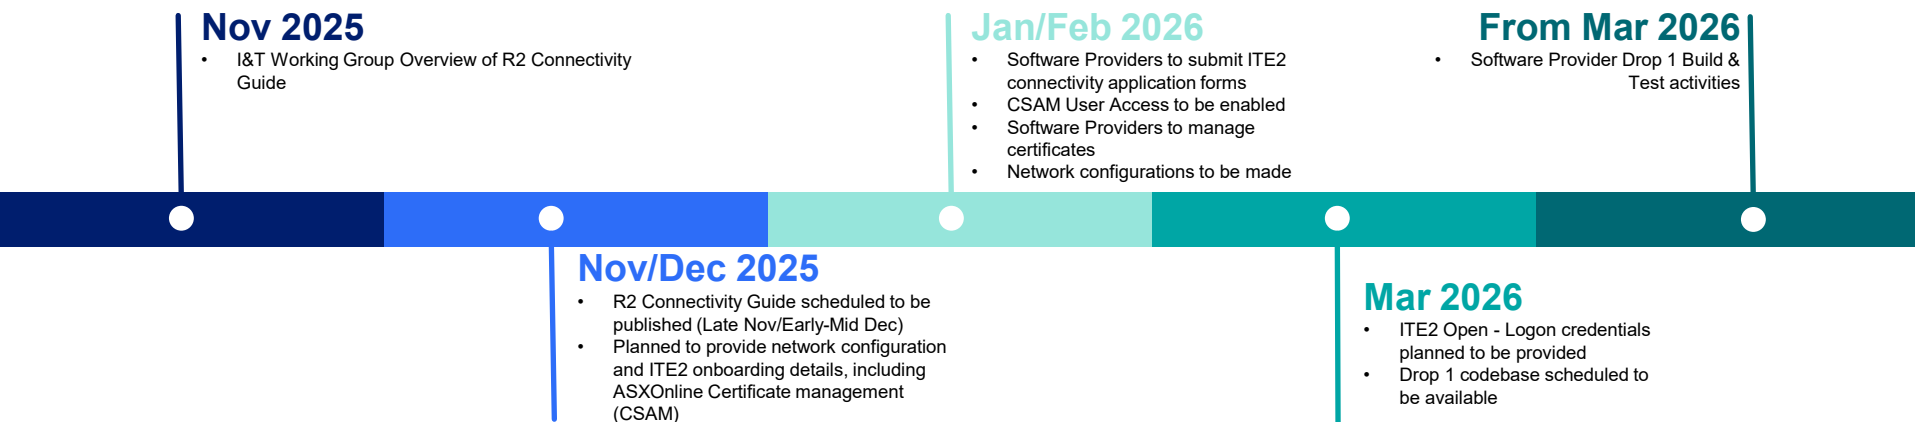 Nov 2025
• I&T Working Group Overview of R2 Connectivity
Guide
Nov/Dec 2025
• R2 Connectivity Guide scheduled to be
published (Late Nov/Early-Mid Dec)
• Planned to provide network configuration
and ITE2 onboarding details, including
ASXOnline Certificate management
(CSAM)
Jan/Feb 2026
• Software Providers to submit ITE2
connectivity application forms
• CSAM User Access to be enabled
• Software Providers to manage
certificates
• Network configurations to be made
Mar 2026
• ITE2 Open - Logon credentials
planned to be provided
• Drop 1 codebase scheduled to
be available
From Mar 2026
• Software Provider Drop 1 Build &
Test activities